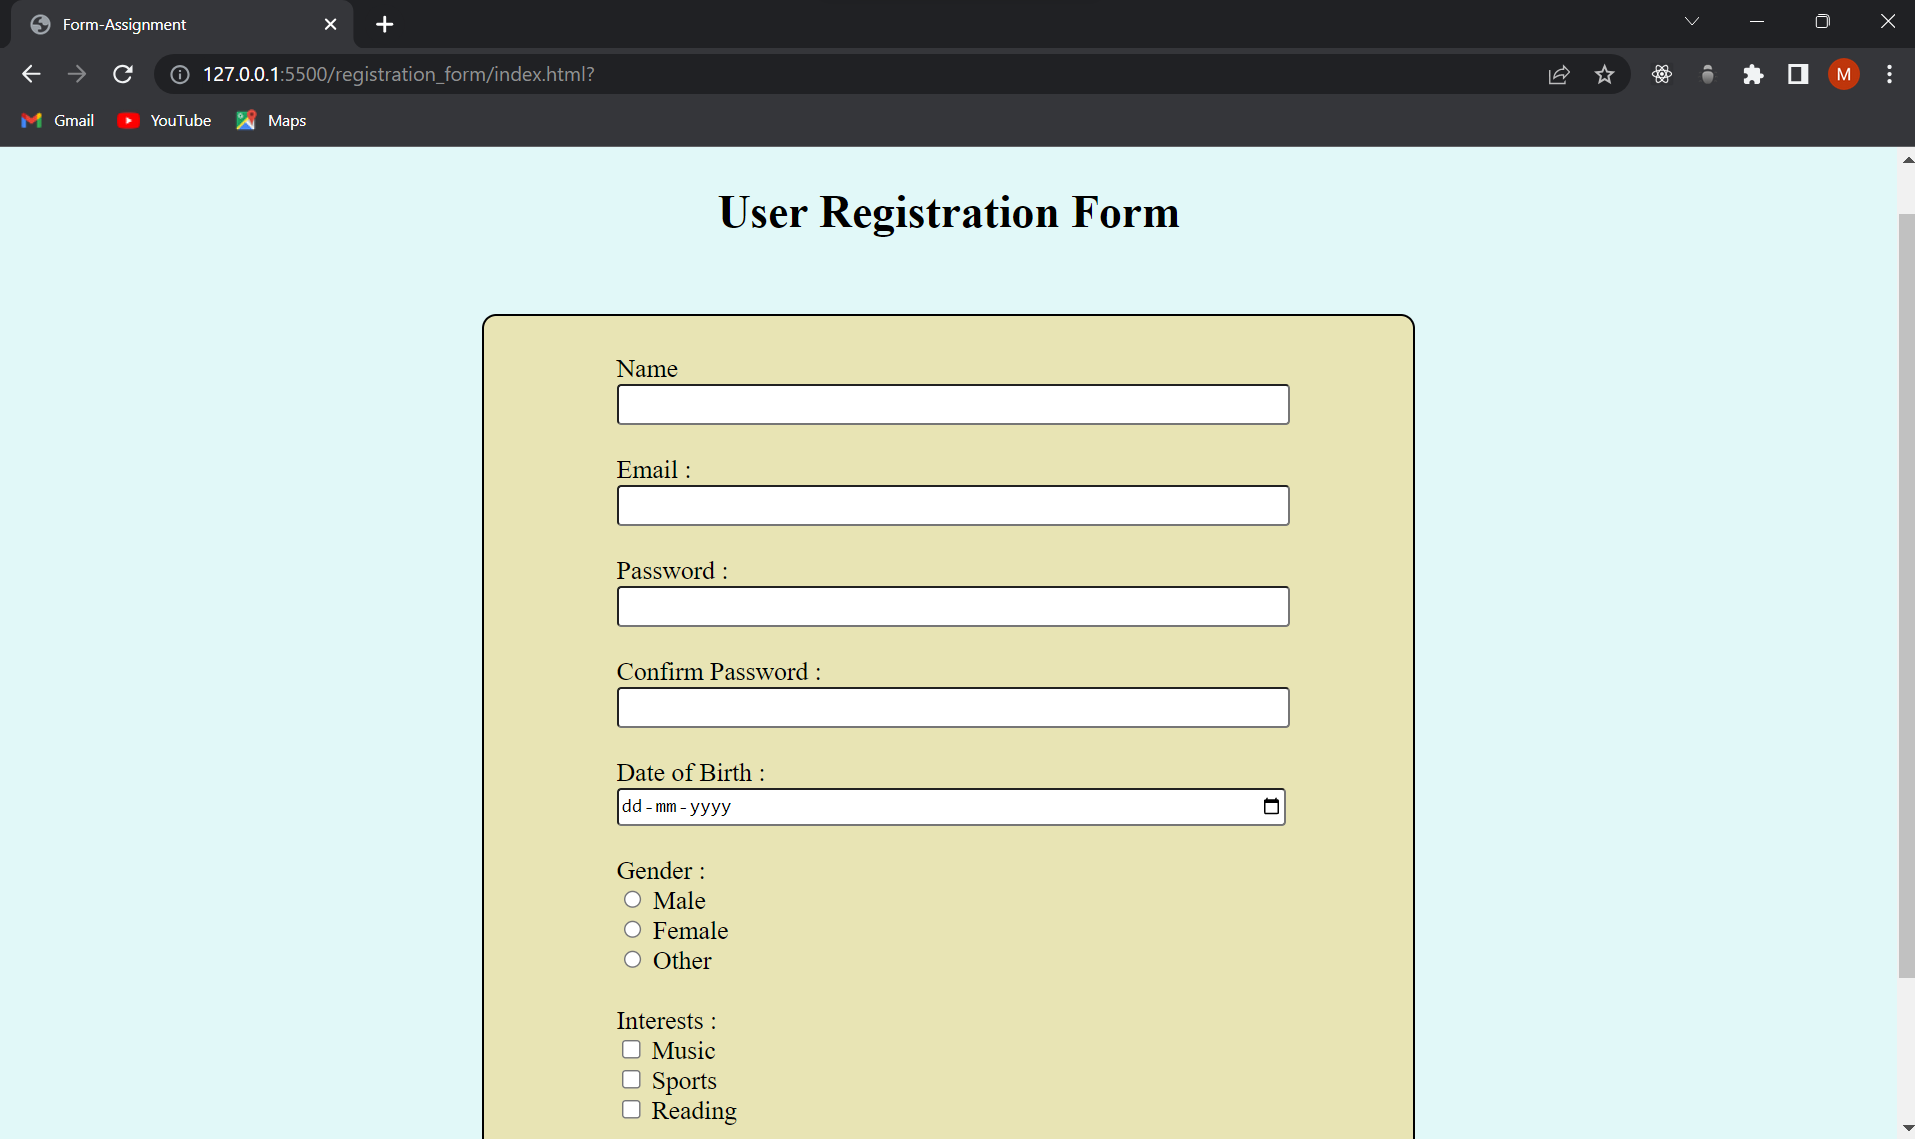 Form-Assignment
127.0.0.1:5500/registration_form/index.html?
M
Gmail YouTube Maps
User Registration Form
Name
Email :
Password :
Confirm Password :
Date of Birth :
dd-mm-yyyy
Gender :
Male
Female
Other
Interests :
Music
Sports
Reading